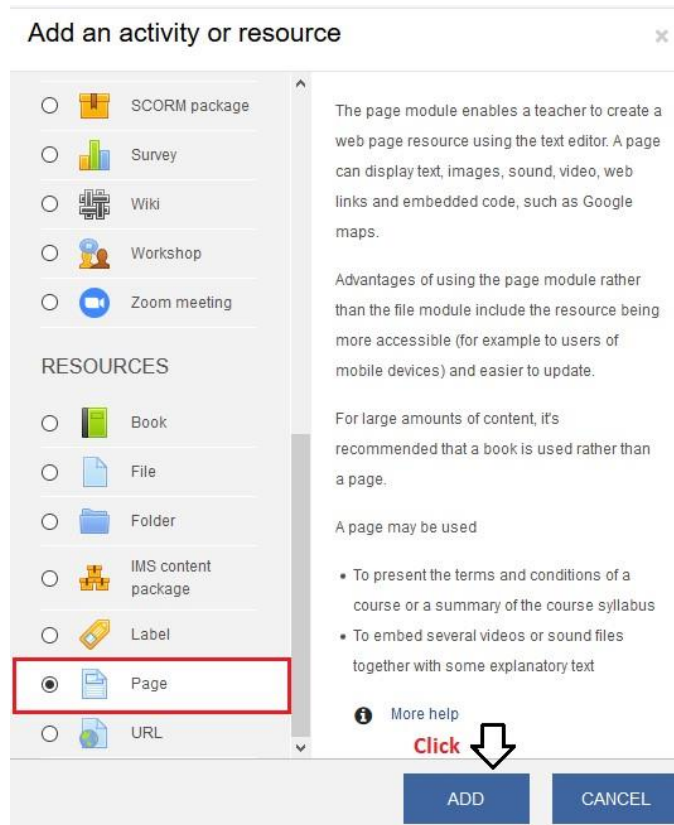 Add an activity or resource
SCORM package
Survey
Wiki
Workshop
Zoom meeting
RESOURCES
Book
File
Folder
IMS content
package
Label
Page
URL
The page module enables a teacher to create a
web page resource using the text editor. A page
can display text, images, sound, video, web
links and embedded code, such as Google
maps.
Advantages of using the page module rather
than the file module include the resource being
more accessible (for example to users of
mobile devices) and easier to update.
For large amounts of content, it's
recommended that a book is used rather than
a page.
A page may be used
• To present the terms and conditions of a
course or a summary of the course syllabus
• To embed several videos or sound files
together with some explanatory text
More help
Click
ADD
CANCEL